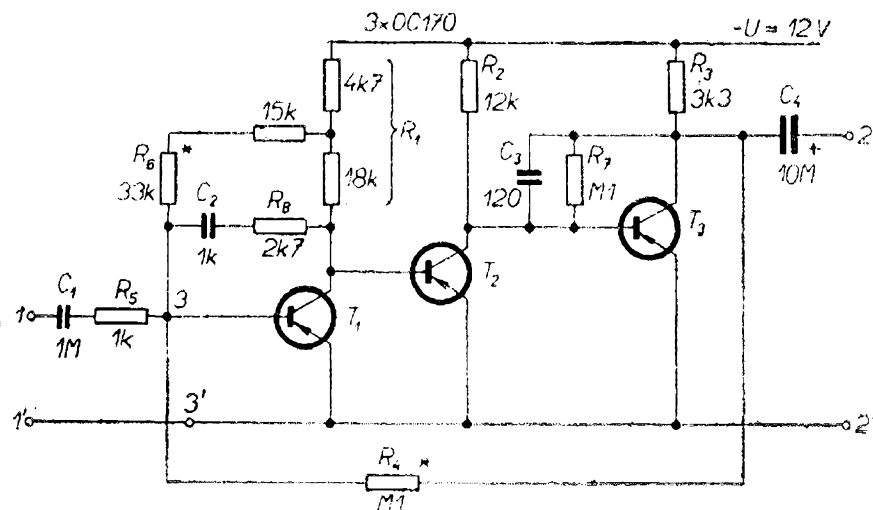 3×OC170
-U = 12V
4k7
R2
12k
R3
3k3
C4
15k
R1
2
R6
*
33k
C2
18k
C3
120
R7
M1
+
10M
R8
1k
2k7
T3
T2
C1
R5
3
1
1M
1k
T1
3'
1'
2'
R4
*
M1